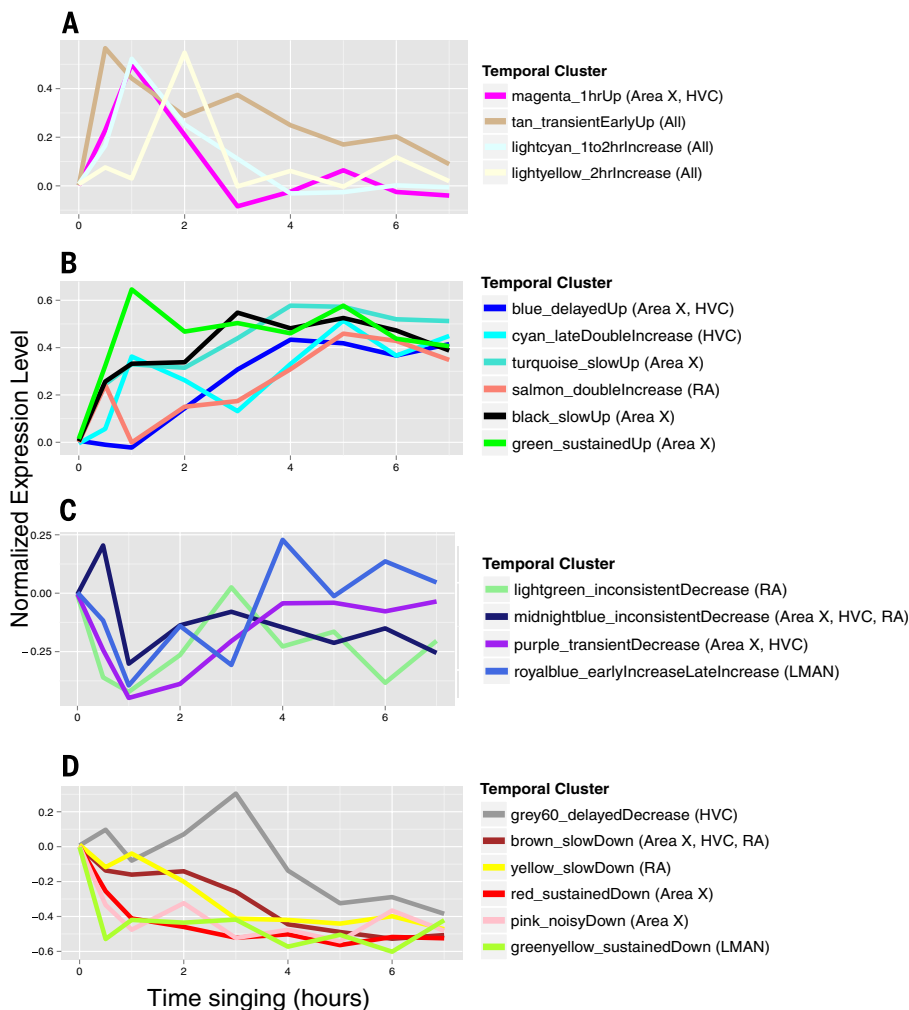 A
Temporal Cluster
magenta_1hrUp (Area X, HVC)
tan_transientEarlyUp (All)
lightcyan_1to2hrIncrease (All)
lightyellow_2hrIncrease (All)
0.4
0.2
0.0
0 2 4 6
B
Temporal Cluster
blue_delayedUp (Area X, HVC)
cyan_lateDoubleIncrease (HVC)
turquoise_slowUp (Area X)
salmon_doubleIncrease (RA)
black_slowUp (Area X)
green_sustainedUp (Area X)
0.6
0.4
0.2
0.0
0 2 4 6
Normalized Expression Level
C
Temporal Cluster
lightgreen_inconsistentDecrease (RA)
midnightblue_inconsistentDecrease (Area X, HVC, RA)
purple_transientDecrease (Area X, HVC)
royalblue_earlyIncreaseLateIncrease (LMAN)
0.25
0.00
−0.25
0 2 4 6
D
Temporal Cluster
grey60_delayedDecrease (HVC)
brown_slowDown (Area X, HVC, RA)
yellow_slowDown (RA)
red_sustainedDown (Area X)
pink_noisyDown (Area X)
greenyellow_sustainedDown (LMAN)
0.2
0.0
−0.2
−0.4
−0.6
0 2 4 6
Time singing (hours)